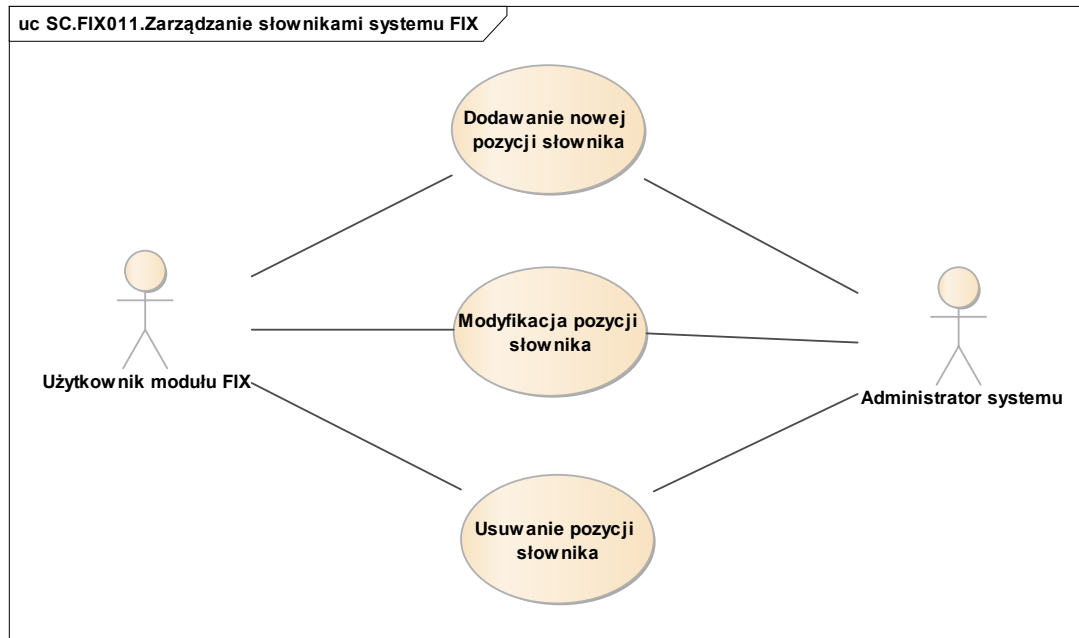 uc SC.FIX011.Zarządzanie słownikami systemu FIX
Dodawanie nowej
pozycji słownika
Modyfikacja pozycji
słownika
Użytkownik modułu FIX
Administrator systemu
Usuwanie pozycji
słownika